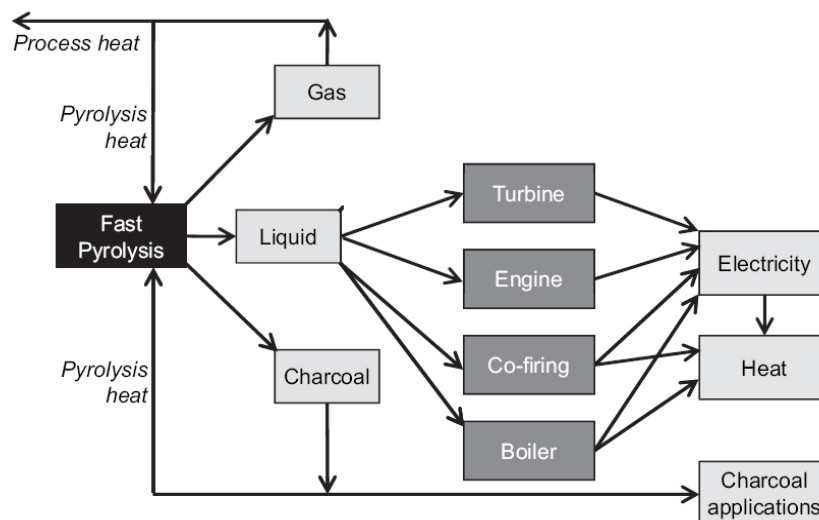 Process heat
Gas
Pyrolysis
heat
Turbine
Fast
Pyrolysis
Liquid
Electricity
Engine
Pyrolysis
heat
Charcoal
Co-firing
Heat
Boiler
Charcoal
applications